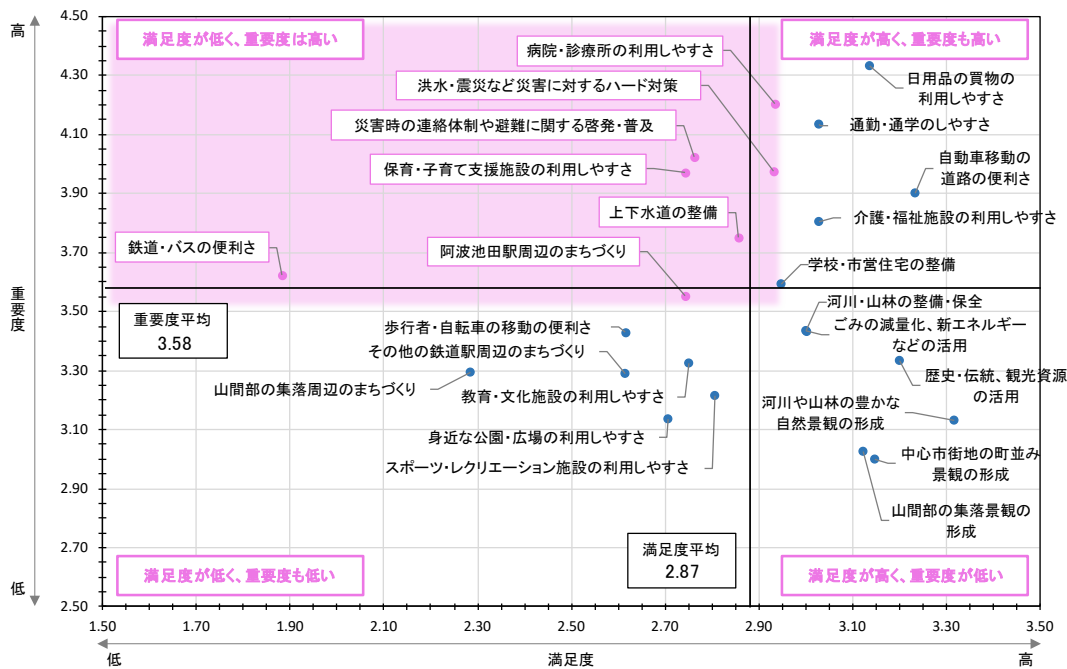 高
重要度
低
4.50
4.30
4.10
3.90
3.70
3.50
3.30
3.10
2.90
2.70
2.50
満足度が低く、重要度は高い
満足度が高く、重要度も高い
病院・診療所の利用しやすさ
洪水・震災など災害に対するハード対策
災害時の連絡体制や避難に関する啓発・普及
保育・子育て支援施設の利用しやすさ
上下水道の整備
鉄道・バスの便利さ
阿波池田駅周辺のまちづくり
日用品の買物の
利用しやすさ
通勤・通学のしやすさ
自動車移動の
道路の便利さ
介護・福祉施設の利用しやすさ
学校・市営住宅の整備
重要度平均
3.58
歩行者・自転車の移動の便利さ
その他の鉄道駅周辺のまちづくり
山間部の集落周辺のまちづくり
教育・文化施設の利用しやすさ
身近な公園・広場の利用しやすさ
スポーツ・レクリエーション施設の利用しやすさ
河川・山林の整備・保全
ごみの減量化、新エネルギー
などの活用
歴史・伝統、観光資源
の活用
河川や山林の豊かな
自然景観の形成
中心市街地の町並み
景観の形成
山間部の集落景観の
形成
満足度平均
2.87
満足度が低く、重要度も低い
満足度が高く、重要度が低い
1.50 1.70 1.90 2.10 2.30 2.50 2.70 2.90 3.10 3.30 3.50
低 満足度 高